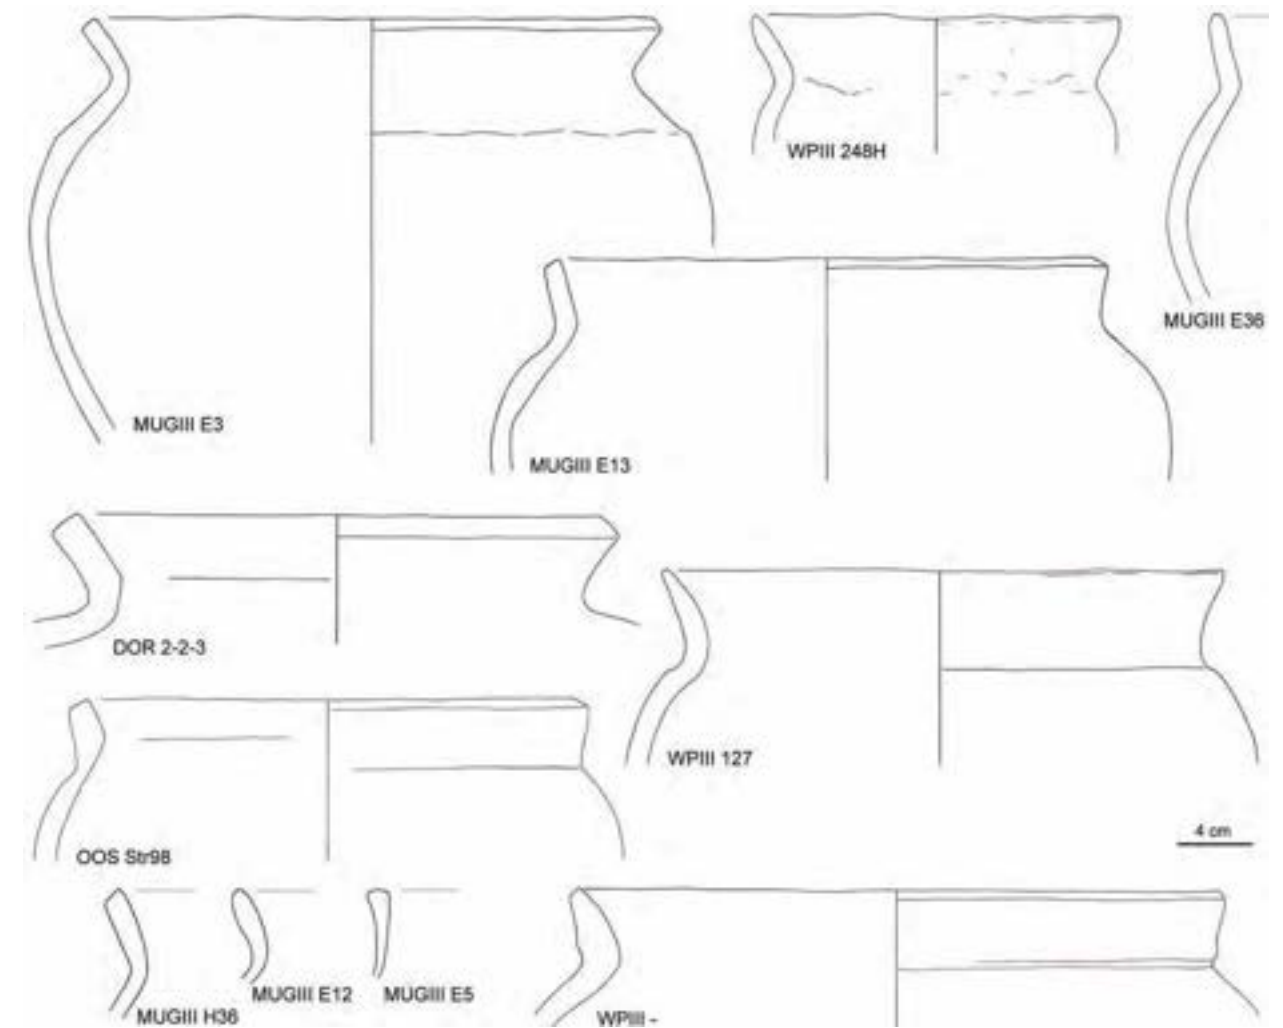 WPIII 248H
MUGIII E36
MUGIII E3
MUGIII E13
DOR 2-2-3
WPIII 127
4 cm
OOS Str98
MUGIII E12
MUGIII E5
MUGIII H36
WPIII -